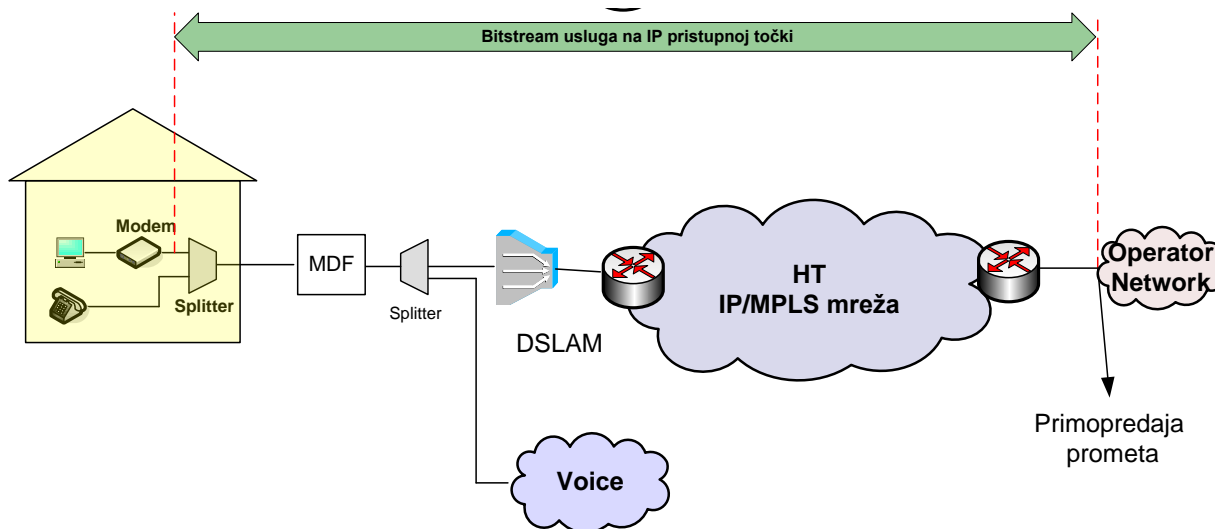 Bitstream usluga na IP pristupnoj točki
Modem
Splitter
MDF
Splitter
DSLAM
HT
IP/MPLS mreža
Operator
Network
Primopredaja
prometa
Voice